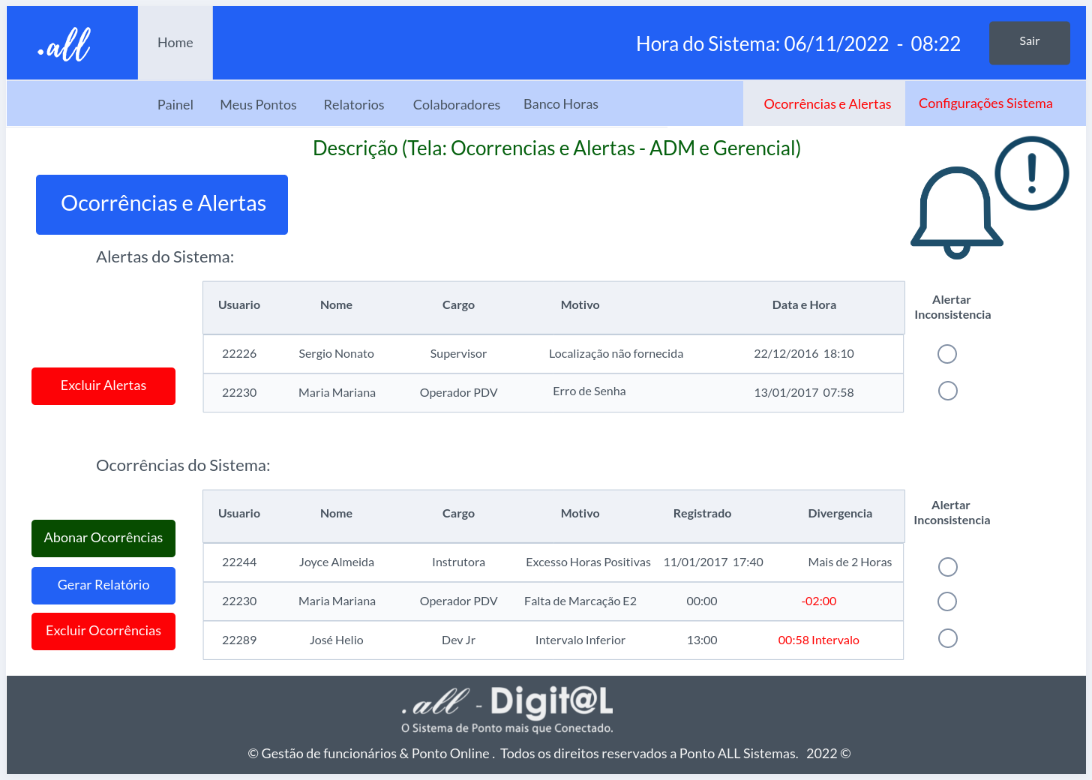 .all
Home
Hora do Sistema: 06/11/2022 - 08:22
Sair
Painel Meus Pontos Relatorios Colaboradores Banco Horas Ocorrências e Alertas Configurações Sistema
Descrição (Tela: Ocorrencias e Alertas - ADM e Gerencial)
Ocorrências e Alertas
Alertas do Sistema:
Usuario Nome Cargo Motivo Data e Hora Alertar Inconsistencia
22226 Sergio Nonato Supervisor Localização não fornecida 22/12/2016 18:10
Excluir Alertas
22230 Maria Mariana Operador PDV Erro de Senha 13/01/2017 07:58
Ocorrências do Sistema:
Usuario Nome Cargo Motivo Registrado Divergencia Alertar Inconsistencia
Abonar Ocorrências
22244 Joyce Almeida Instrutora Excesso Horas Positivas 11/01/2017 17:40 Mais de 2 Horas
Gerar Relatório
22230 Maria Mariana Operador PDV Falta de Marcação E2 00:00 -02:00
Excluir Ocorrências
22289 José Helio Dev Jr Intervalo Inferior 13:00 00:58 Intervalo
.all - Digit@L
O Sistema de Ponto mais que Conectado.
© Gestão de funcionários & Ponto Online . Todos os direitos reservados a Ponto ALL Sistemas. 2022 ©